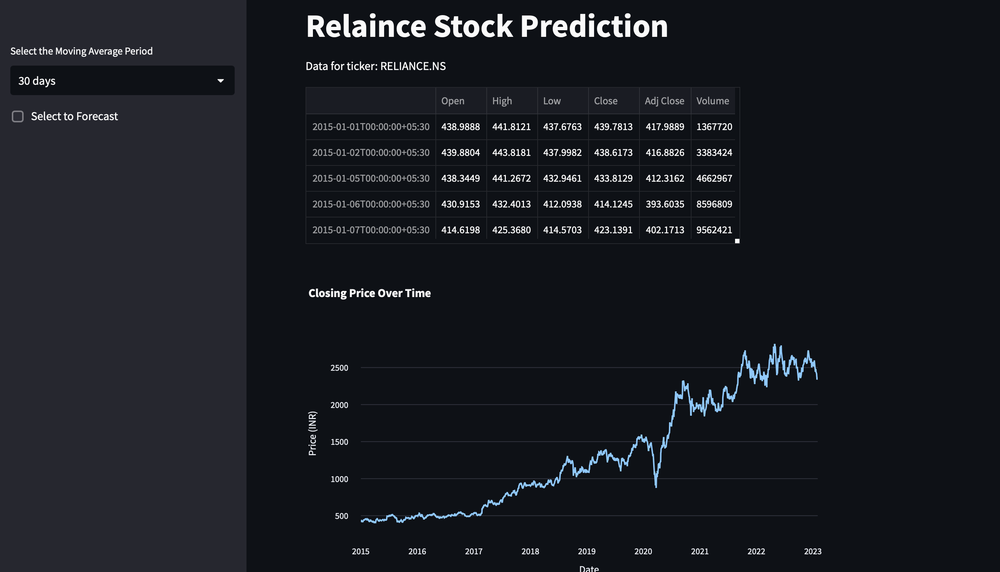 Relaince Stock Prediction
Select the Moving Average Period
30 days
Select to Forecast
Data for ticker: RELIANCE.NS
Open High Low Close Adj Close Volume
2015-01-01T00:00:00+05:30 438.9888 441.8121 437.6763 439.7813 417.9889 1367720
2015-01-02T00:00:00+05:30 439.8804 443.8181 437.9982 438.6173 416.8826 3383424
2015-01-05T00:00:00+05:30 438.3449 441.2672 432.9461 433.8129 412.3162 4662967
2015-01-06T00:00:00+05:30 430.9153 432.4013 412.0938 414.1245 393.6035 8596809
2015-01-07T00:00:00+05:30 414.6198 425.3680 414.5703 423.1391 402.1713 9562421
Closing Price Over Time
Price (INR)
2500
2000
1500
1000
500
2015 2016 2017 2018 2019 2020 2021 2022 2023
Date